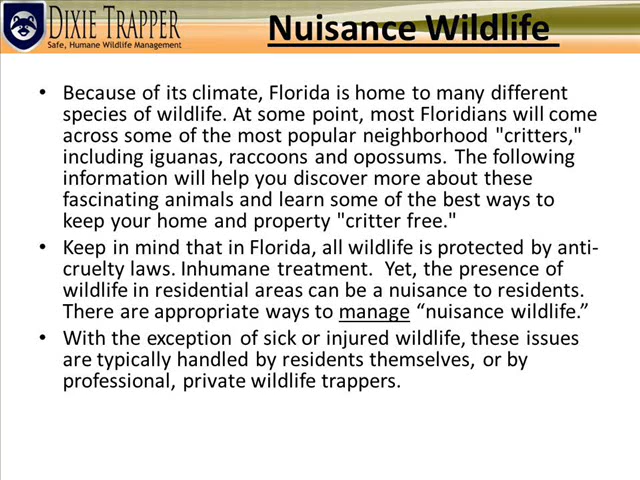 DIXIE TRAPPER
Safe, Humane Wildlife Management
Nuisance Wildlife
• Because of its climate, Florida is home to many different
species of wildlife. At some point, most Floridians will come
across some of the most popular neighborhood "critters,"
including iguanas, raccoons and opossums. The following
information will help you discover more about these
fascinating animals and learn some of the best ways to
keep your home and property "critter free."
• Keep in mind that in Florida, all wildlife is protected by anti-
cruelty laws. Inhumane treatment. Yet, the presence of
wildlife in residential areas can be a nuisance to residents.
There are appropriate ways to manage “nuisance wildlife.”
• With the exception of sick or injured wildlife, these issues
are typically handled by residents themselves, or by
professional, private wildlife trappers.